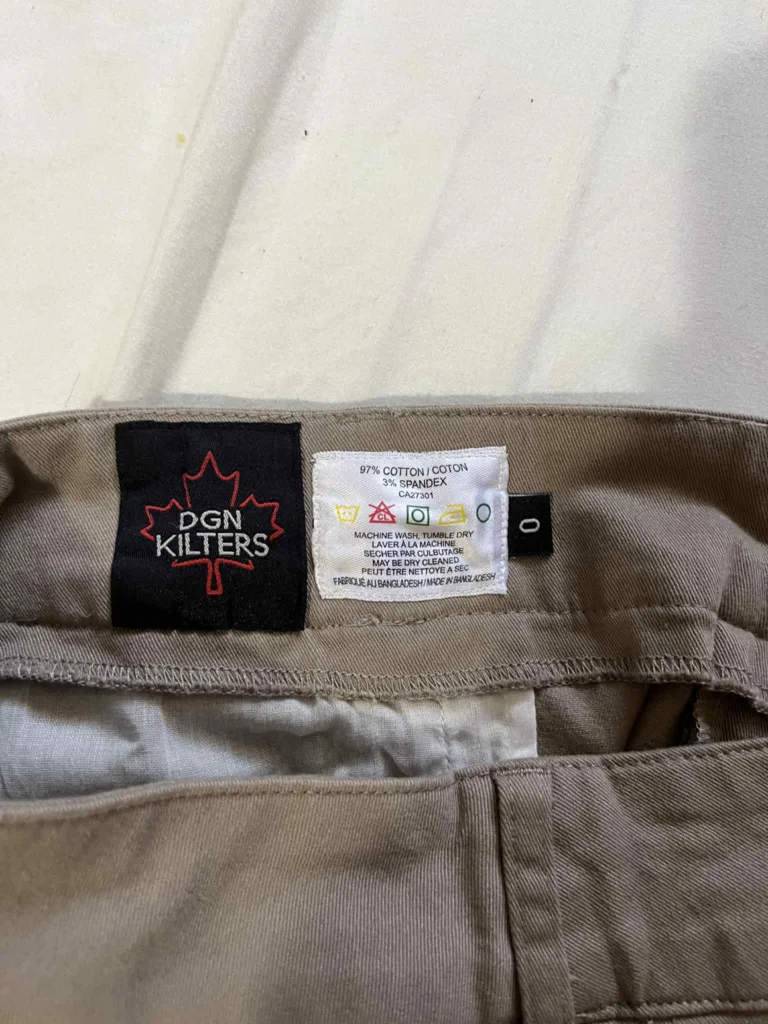 DGN
KILTERS
97% COTTON / COTON
3% SPANDEX
CA27301
CL
MACHINE WASH, TUMBLE DRY
LAVER À LA MACHINE
SECHER PAR CULBUTAGE
MAY BE DRY CLEANED
PEUT ÊTRE NETTOYE A SEC
FABRIQUÉ AU BANGLADESH / MADE IN BANGLADESH
0